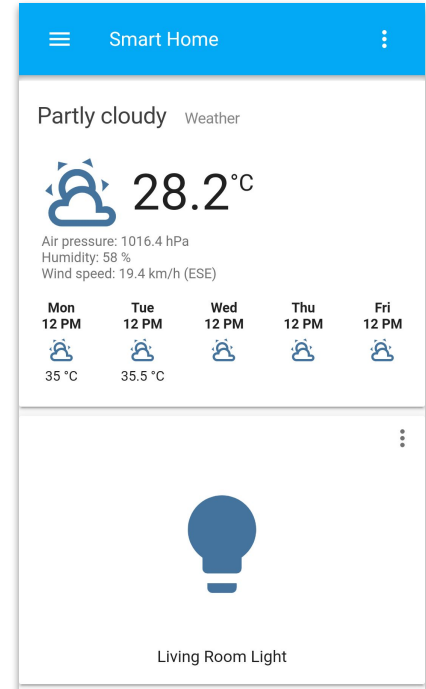 Smart Home
Partly cloudy Weather
28.2°C
Air pressure: 1016.4 hPa
Humidity: 58 %
Wind speed: 19.4 km/h (ESE)
Mon Tue Wed Thu Fri
12 PM 12 PM 12 PM 12 PM 12 PM
35 °C 35.5 °C
Living Room Light